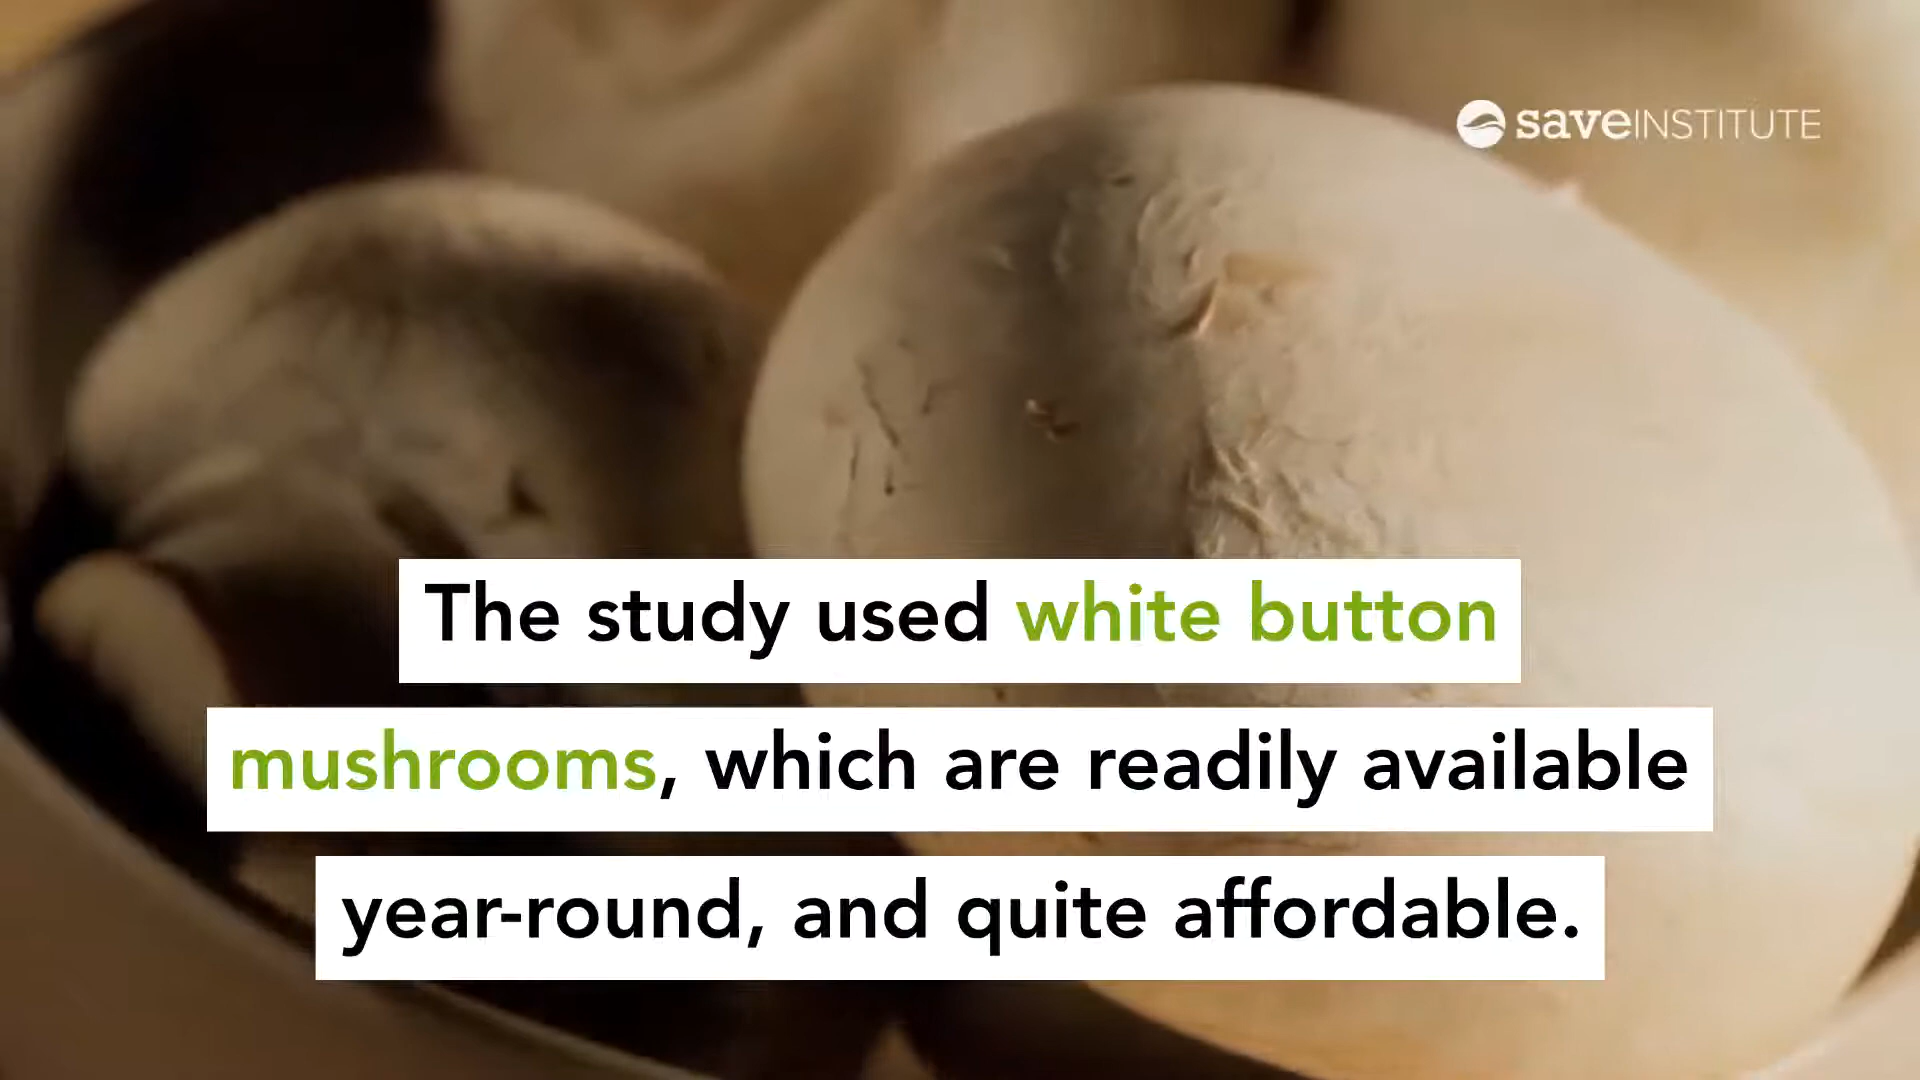 saveINSTITUTE
The study used white button
mushrooms, which are readily available
year-round, and quite affordable.